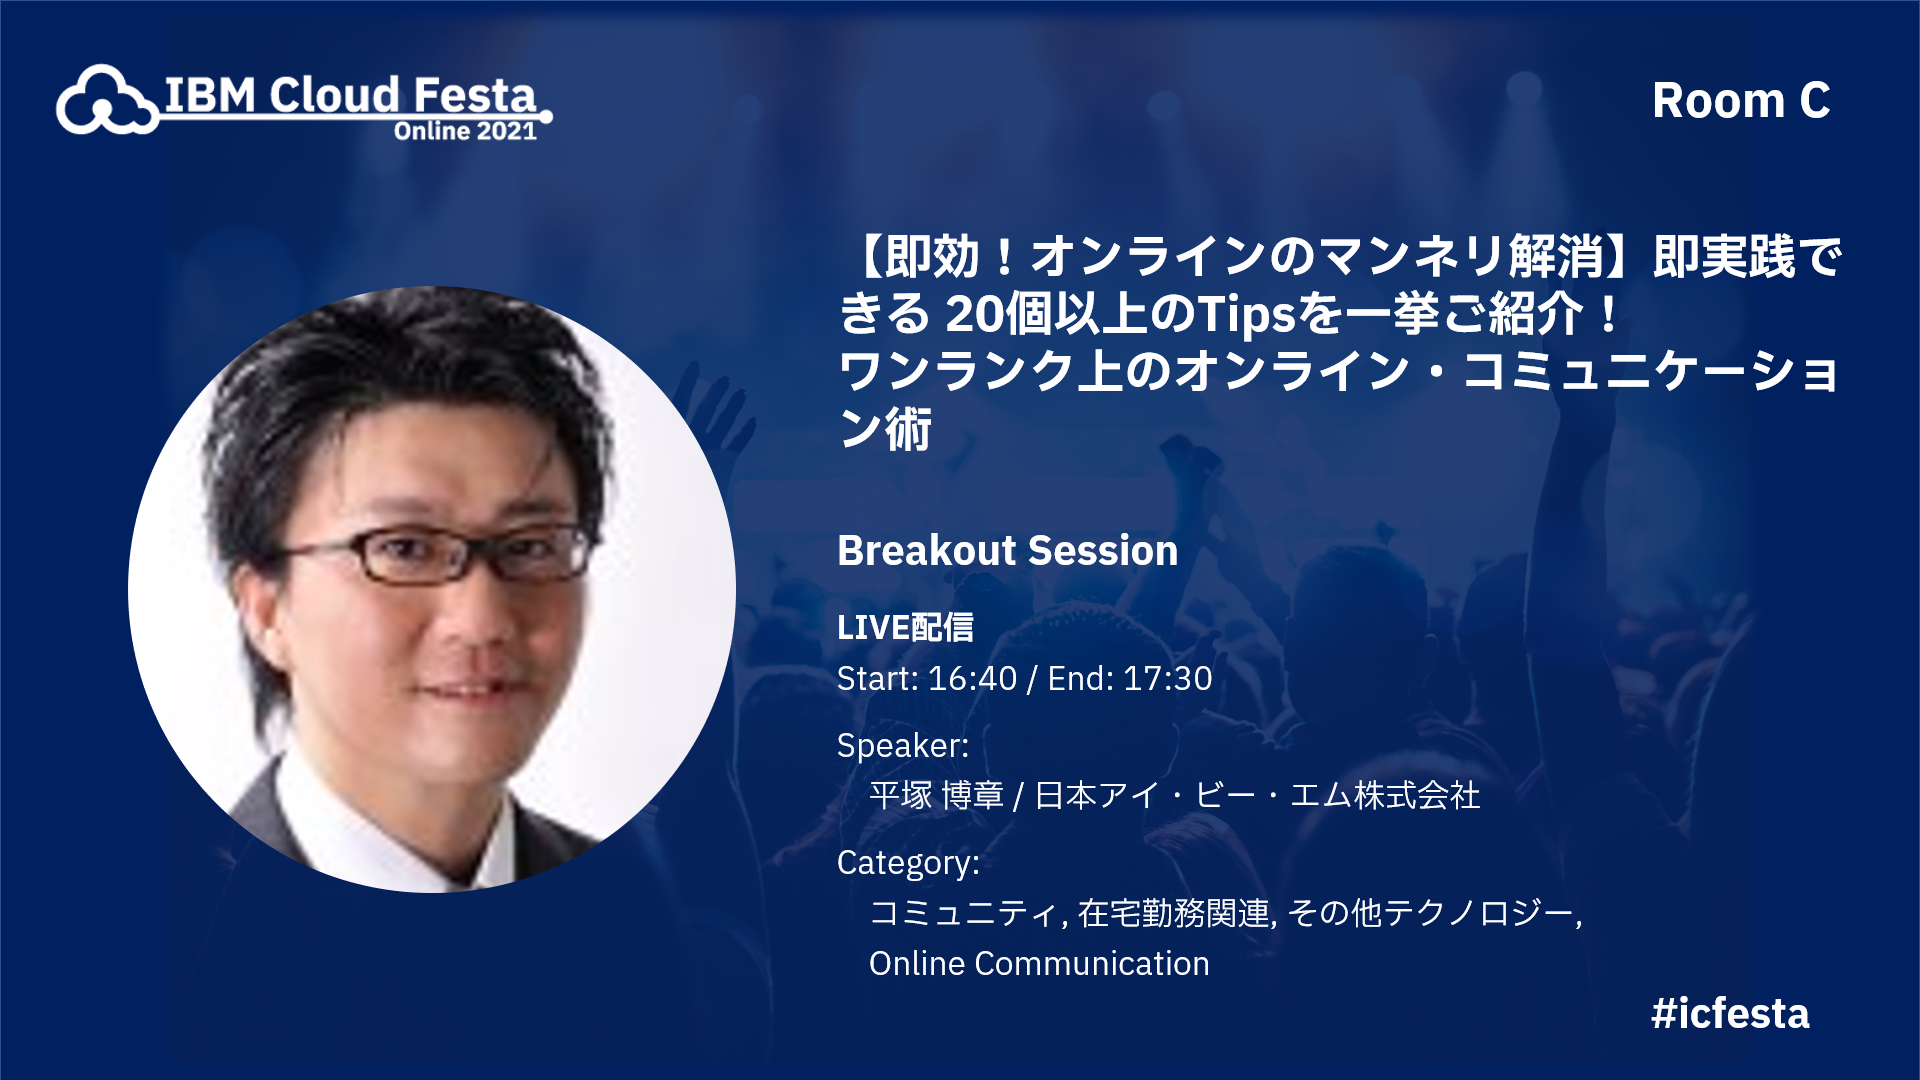 IBM Cloud Festa
Online 2021
Room C
【即効！オンラインのマンネリ解消】即実践で
きる 20個以上のTipsを一挙ご紹介！
ワンランク上のオンライン・コミュニケーショ
ン術
Breakout Session
LIVE配信
Start: 16:40 / End: 17:30
Speaker:
平塚 博章 / 日本アイ・ビー・エム株式会社
Category:
コミュニティ, 在宅勤務関連, その他テクノロジー,
Online Communication
#icfesta